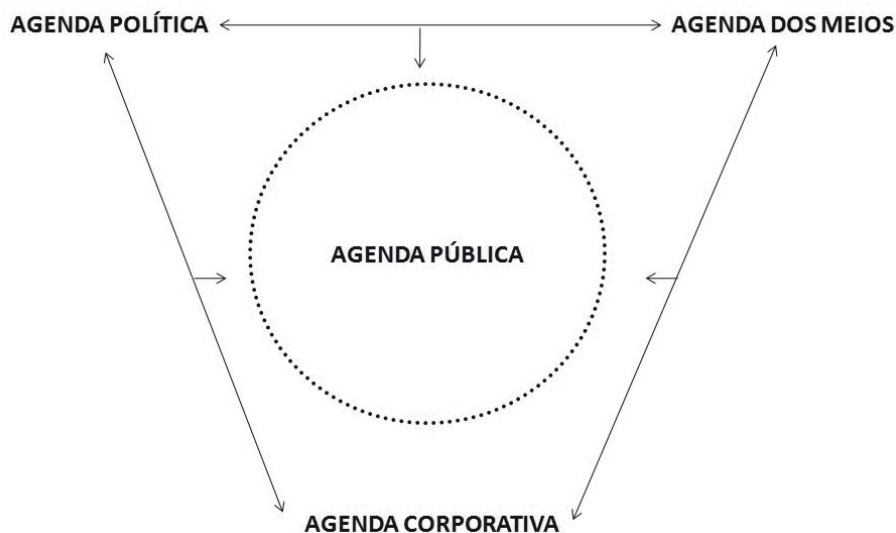 AGENDA POLÍTICA
AGENDA DOS MEIOS
AGENDA PÚBLICA
AGENDA CORPORATIVA